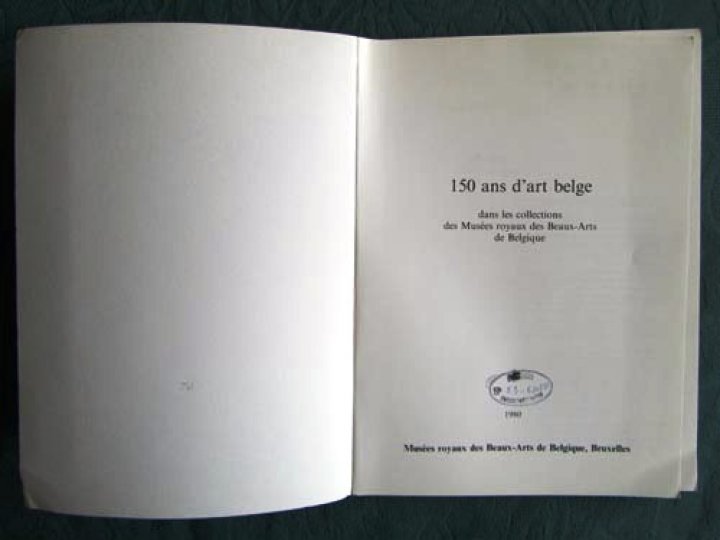 150 ans d'art belge
dans les collections
des Musées royaux des Beaux-Arts
de Belgique
1980
Musées royaux des Beaux-Arts de Belgique, Bruxelles